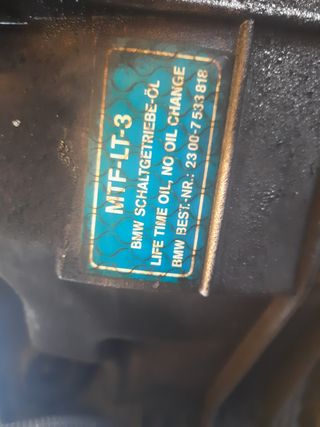 MTF-LT-3
BMW SCHALTGETRIEBE-ÖL
LIFE TIME OIL, NO OIL CHANGE
BMW BEST.-NR.: 23 00-7 533 818